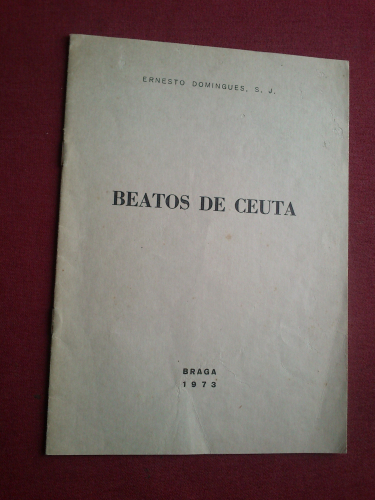 ERNESTO DOMINGUES, S. J.
BEATOS DE CEUTA
BRAGA
1973